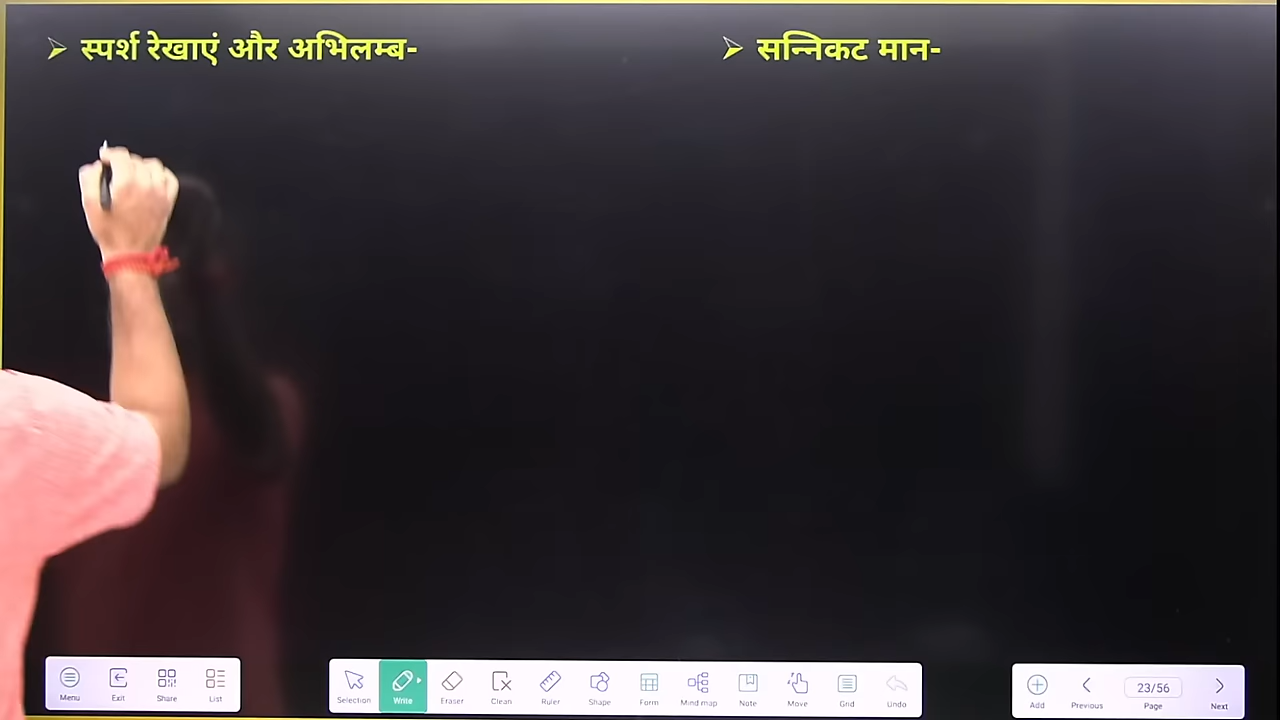 ➢ स्पर्श रेखाएं और अभिलम्ब-
➢ सन्निकट मान-
Menu
Exit
Share
List
Selection
Write
Eraser
Clean
Ruler
Shape
Form
Mind map
Note
Move
Grid
Undo
Add
Previous
23/56
Page
Next